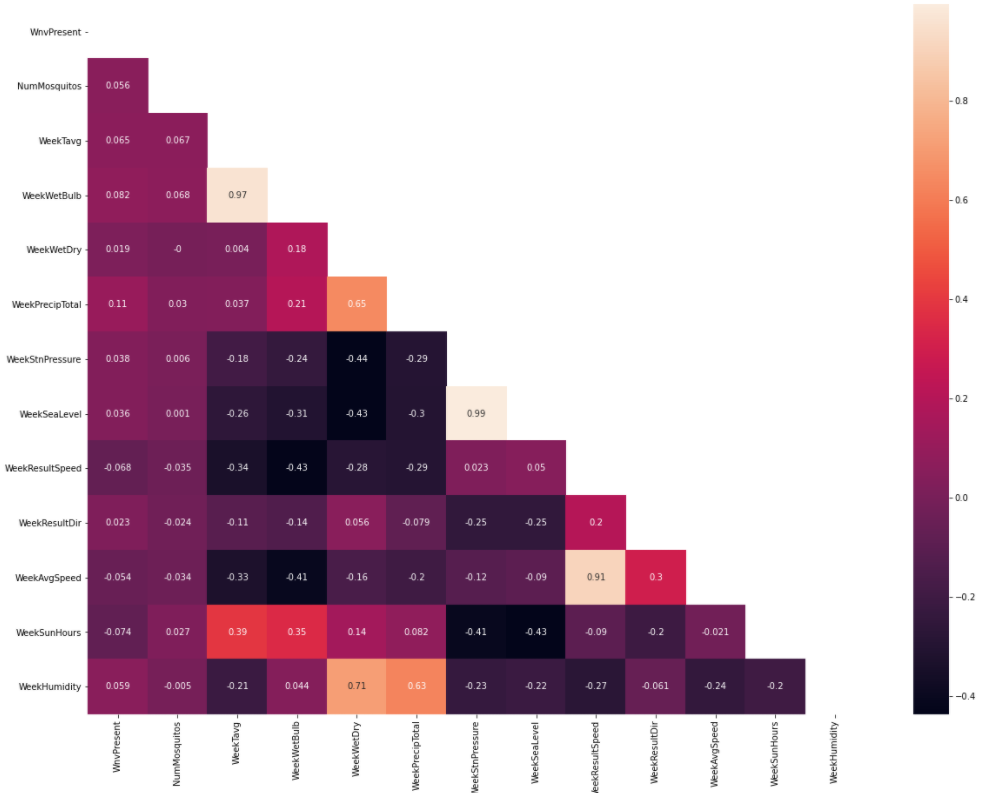 WnvPresent
NumMosquitos 0.056
WeekTavg 0.065 0.067
WeekWetBulb 0.082 0.068 0.97
WeekWetDry 0.019 -0 0.004 0.18
WeekPrecipTotal 0.11 0.03 0.037 0.21 0.65
WeekStnPressure 0.038 0.006 -0.18 -0.24 -0.44 -0.29
WeekSeaLevel 0.036 0.001 -0.26 -0.31 -0.43 -0.3 0.99
WeekResultSpeed -0.068 -0.035 -0.34 -0.43 -0.28 -0.29 0.023 0.05
WeekResultDir 0.023 -0.024 -0.11 -0.14 0.056 -0.079 -0.25 -0.25 0.2
WeekAvgSpeed -0.054 -0.034 -0.33 -0.41 -0.16 -0.2 -0.12 -0.09 0.91 0.3
WeekSunHours -0.074 0.027 0.39 0.35 0.14 0.082 -0.41 -0.43 -0.09 -0.2 -0.021
WeekHumidity 0.059 -0.005 -0.21 0.044 0.71 0.63 -0.23 -0.22 -0.27 -0.061 -0.24 -0.2
WnvPresent
NumMosquitos
WeekTavg
WeekWetBulb
WeekWetDry
WeekPrecipTotal
WeekStnPressure
WeekSeaLevel
WeekResultSpeed
WeekResultDir
WeekAvgSpeed
WeekSunHours
WeekHumidity
0.8
0.6
0.4
0.2
0.0
−0.2
−0.4